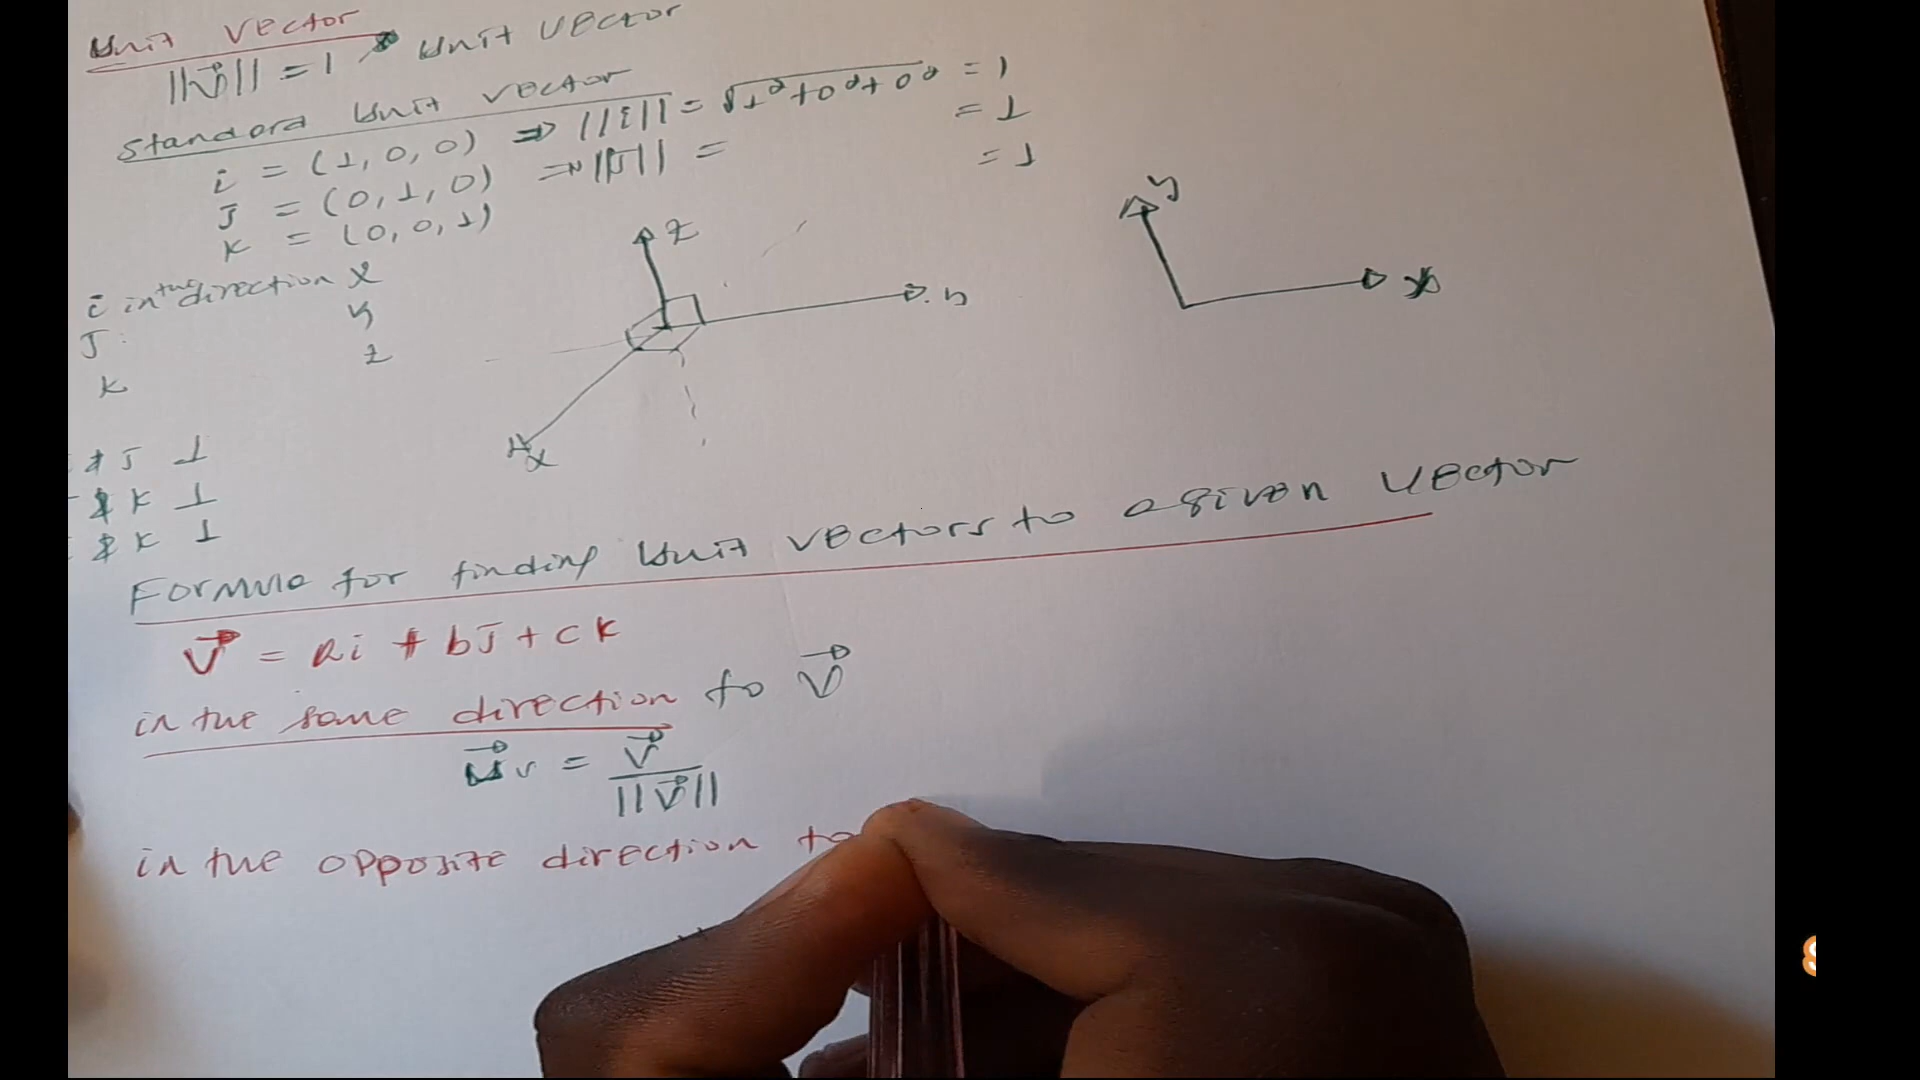 Unit vector
||v⃗|| = 1 → Unit vector
Standard Unit vector
i = (1, 0, 0) ⇒ ||i|| = √1²+0²+0² = 1
J = (0, 1, 0) ⇒ ||J|| = = 1
k = (0, 0, 1) = 1
i in the direction x
J y
k z
z
y
x
y
x
& J ⊥
& k ⊥
& k ⊥
Formula for finding Unit vectors to a given vector
v⃗ = ai + bJ + ck
in the same direction to v⃗
u⃗v = v⃗ / ||v⃗||
in the opposite direction to